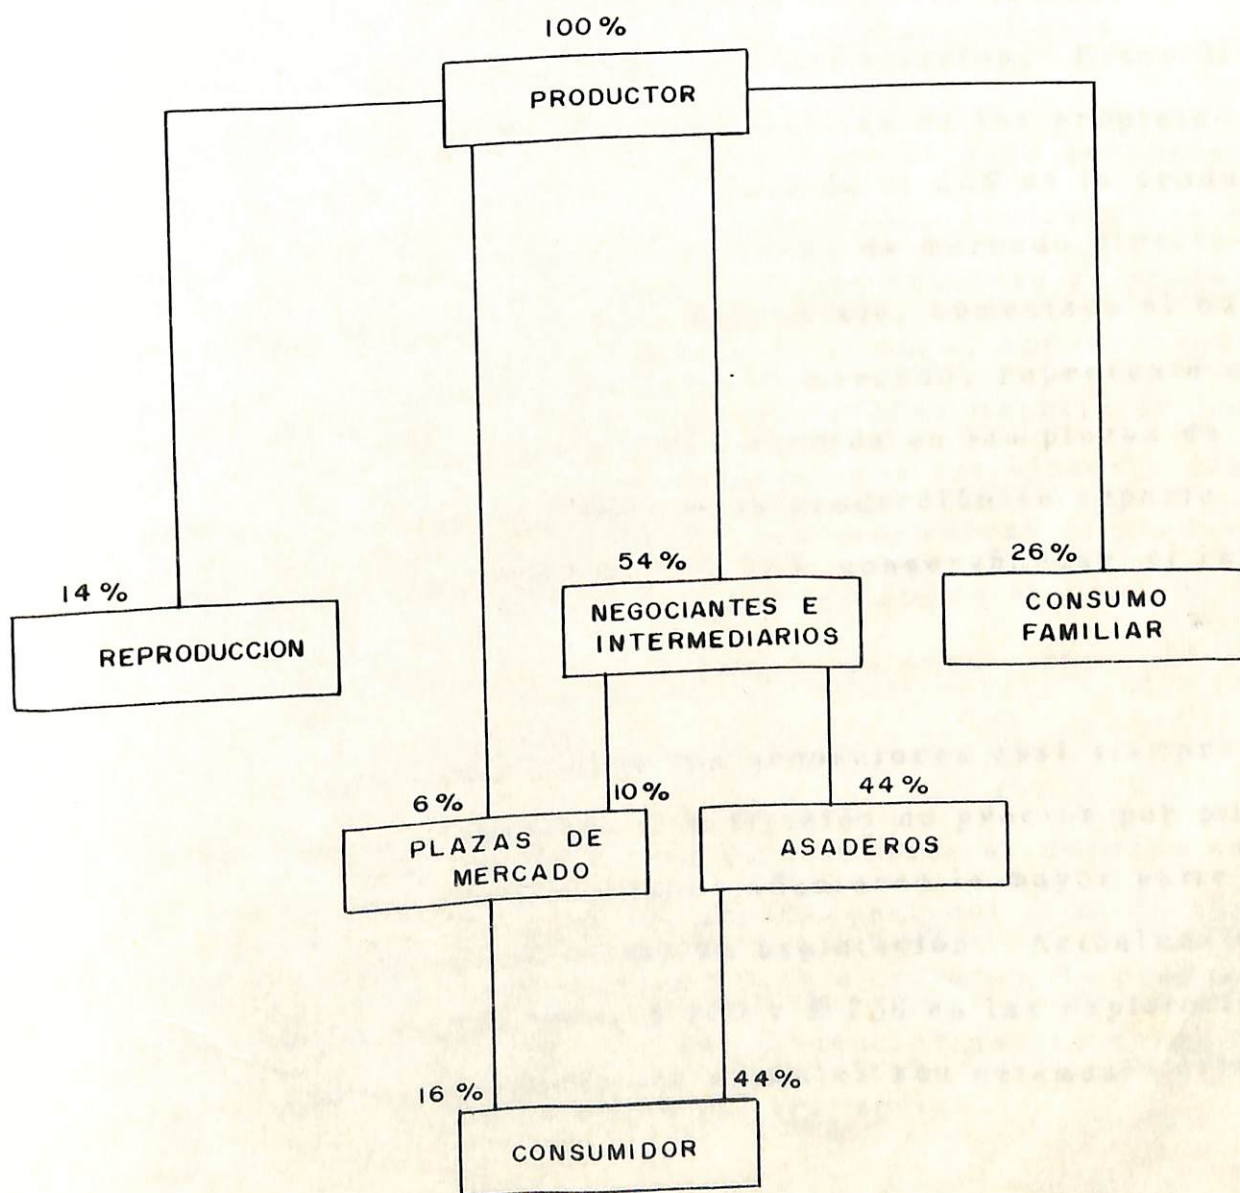 100%
PRODUCTOR
54%
26%
14%
NEGOCIANTES E
INTERMEDIARIOS
CONSUMO
FAMILIAR
REPRODUCCION
6%
10%
44%
PLAZAS DE
MERCADO
ASADEROS
16%
44%
CONSUMIDOR